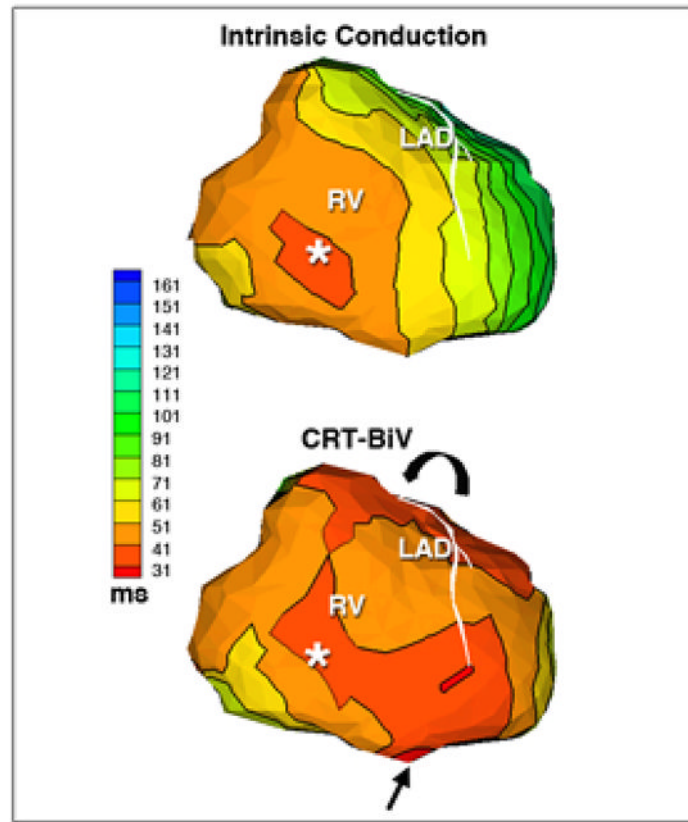 Intrinsic Conduction
LAD
RV
*
161
151
141
131
121
111
101
91
81
71
61
51
41
31
ms
CRT-BiV
LAD
RV
*